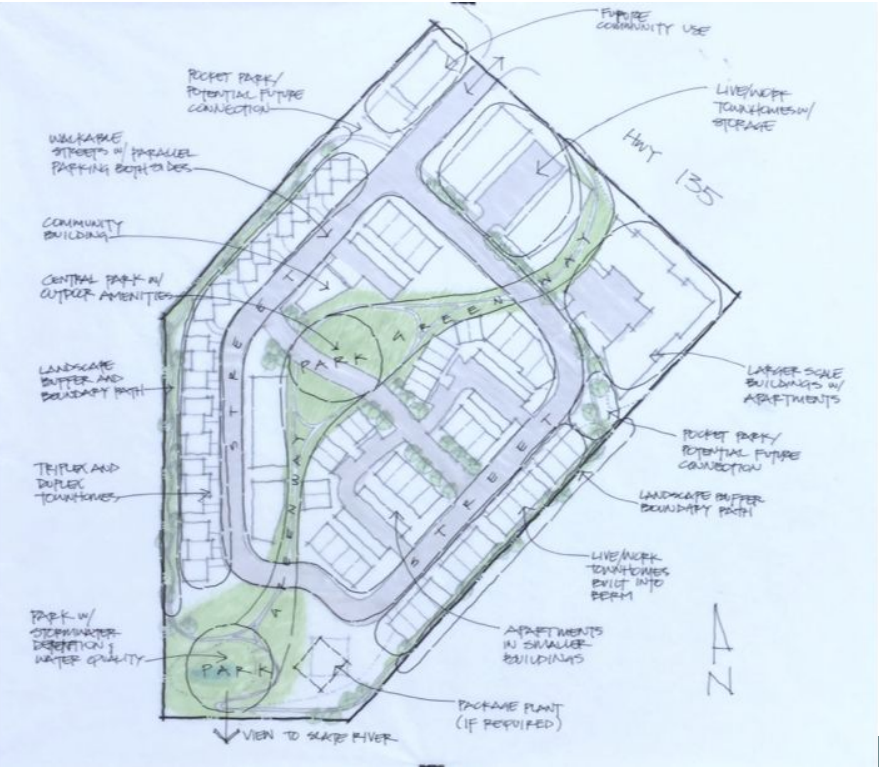 FUTURE
COMMUNITY USE
POCKET PARK/
POTENTIAL FUTURE
CONNECTION
LIVE/WORK
TOWNHOMES W/
STORAGE
WALKABLE
STREETS W/ PARALLEL
PARKING BOTH SIDES
HWY 135
COMMUNITY
BUILDING
CENTRAL PARK W/
OUTDOOR AMENITIES
STREET
GREENWAY
PARK
LANDSCAPE
BUFFER AND
BOUNDARY PATH
LARGER SCALE
BUILDINGS W/
APARTMENTS
STREET
GREENWAY
POCKET PARK/
POTENTIAL FUTURE
CONNECTION
TRIPLEX AND
DUPLEX
TOWNHOMES
LANDSCAPE BUFFER
BOUNDARY PATH
LIVE/WORK
TOWNHOMES
BUILT INTO
BERM
PARK W/
STORMWATER
DETENTION &
WATER QUALITY
PARK
APARTMENTS
IN SMALLER
BUILDINGS
N
PACKAGE PLANT
(IF REQUIRED)
VIEW TO SLATE RIVER